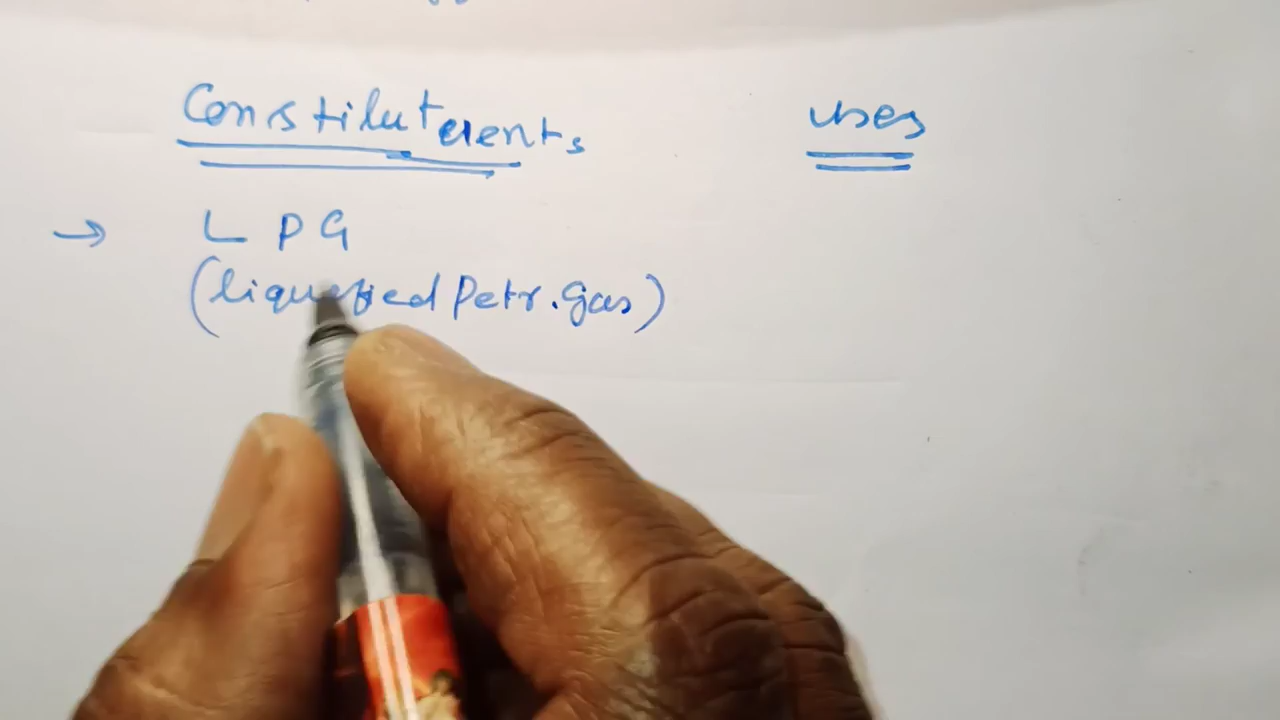 Constituents uses
→ LPG
(liquefied Petr. gas)